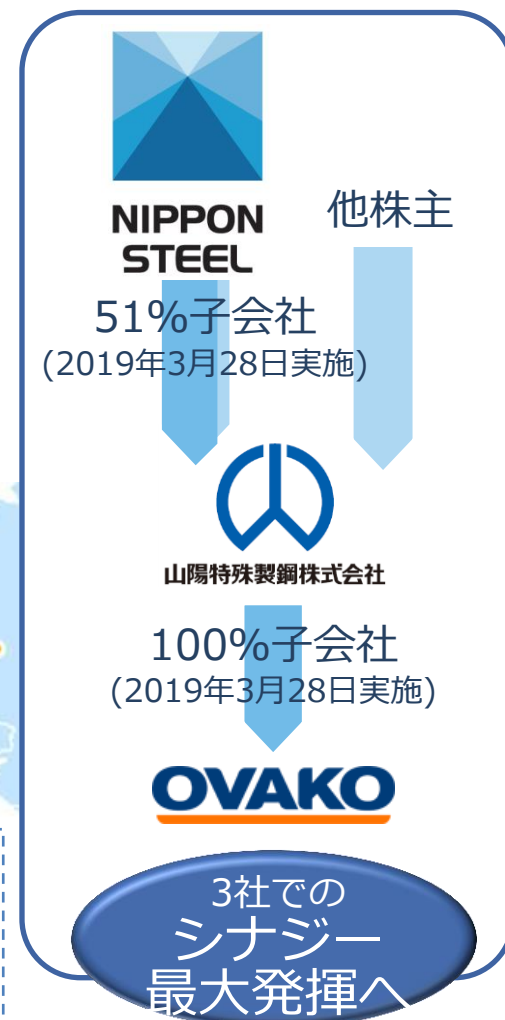 NIPPON
STEEL
他株主
51%子会社
(2019年3月28日実施)
山陽特殊製鋼株式会社
100%子会社
(2019年3月28日実施)
OVAKO
3社での
シナジー
最大発揮へ